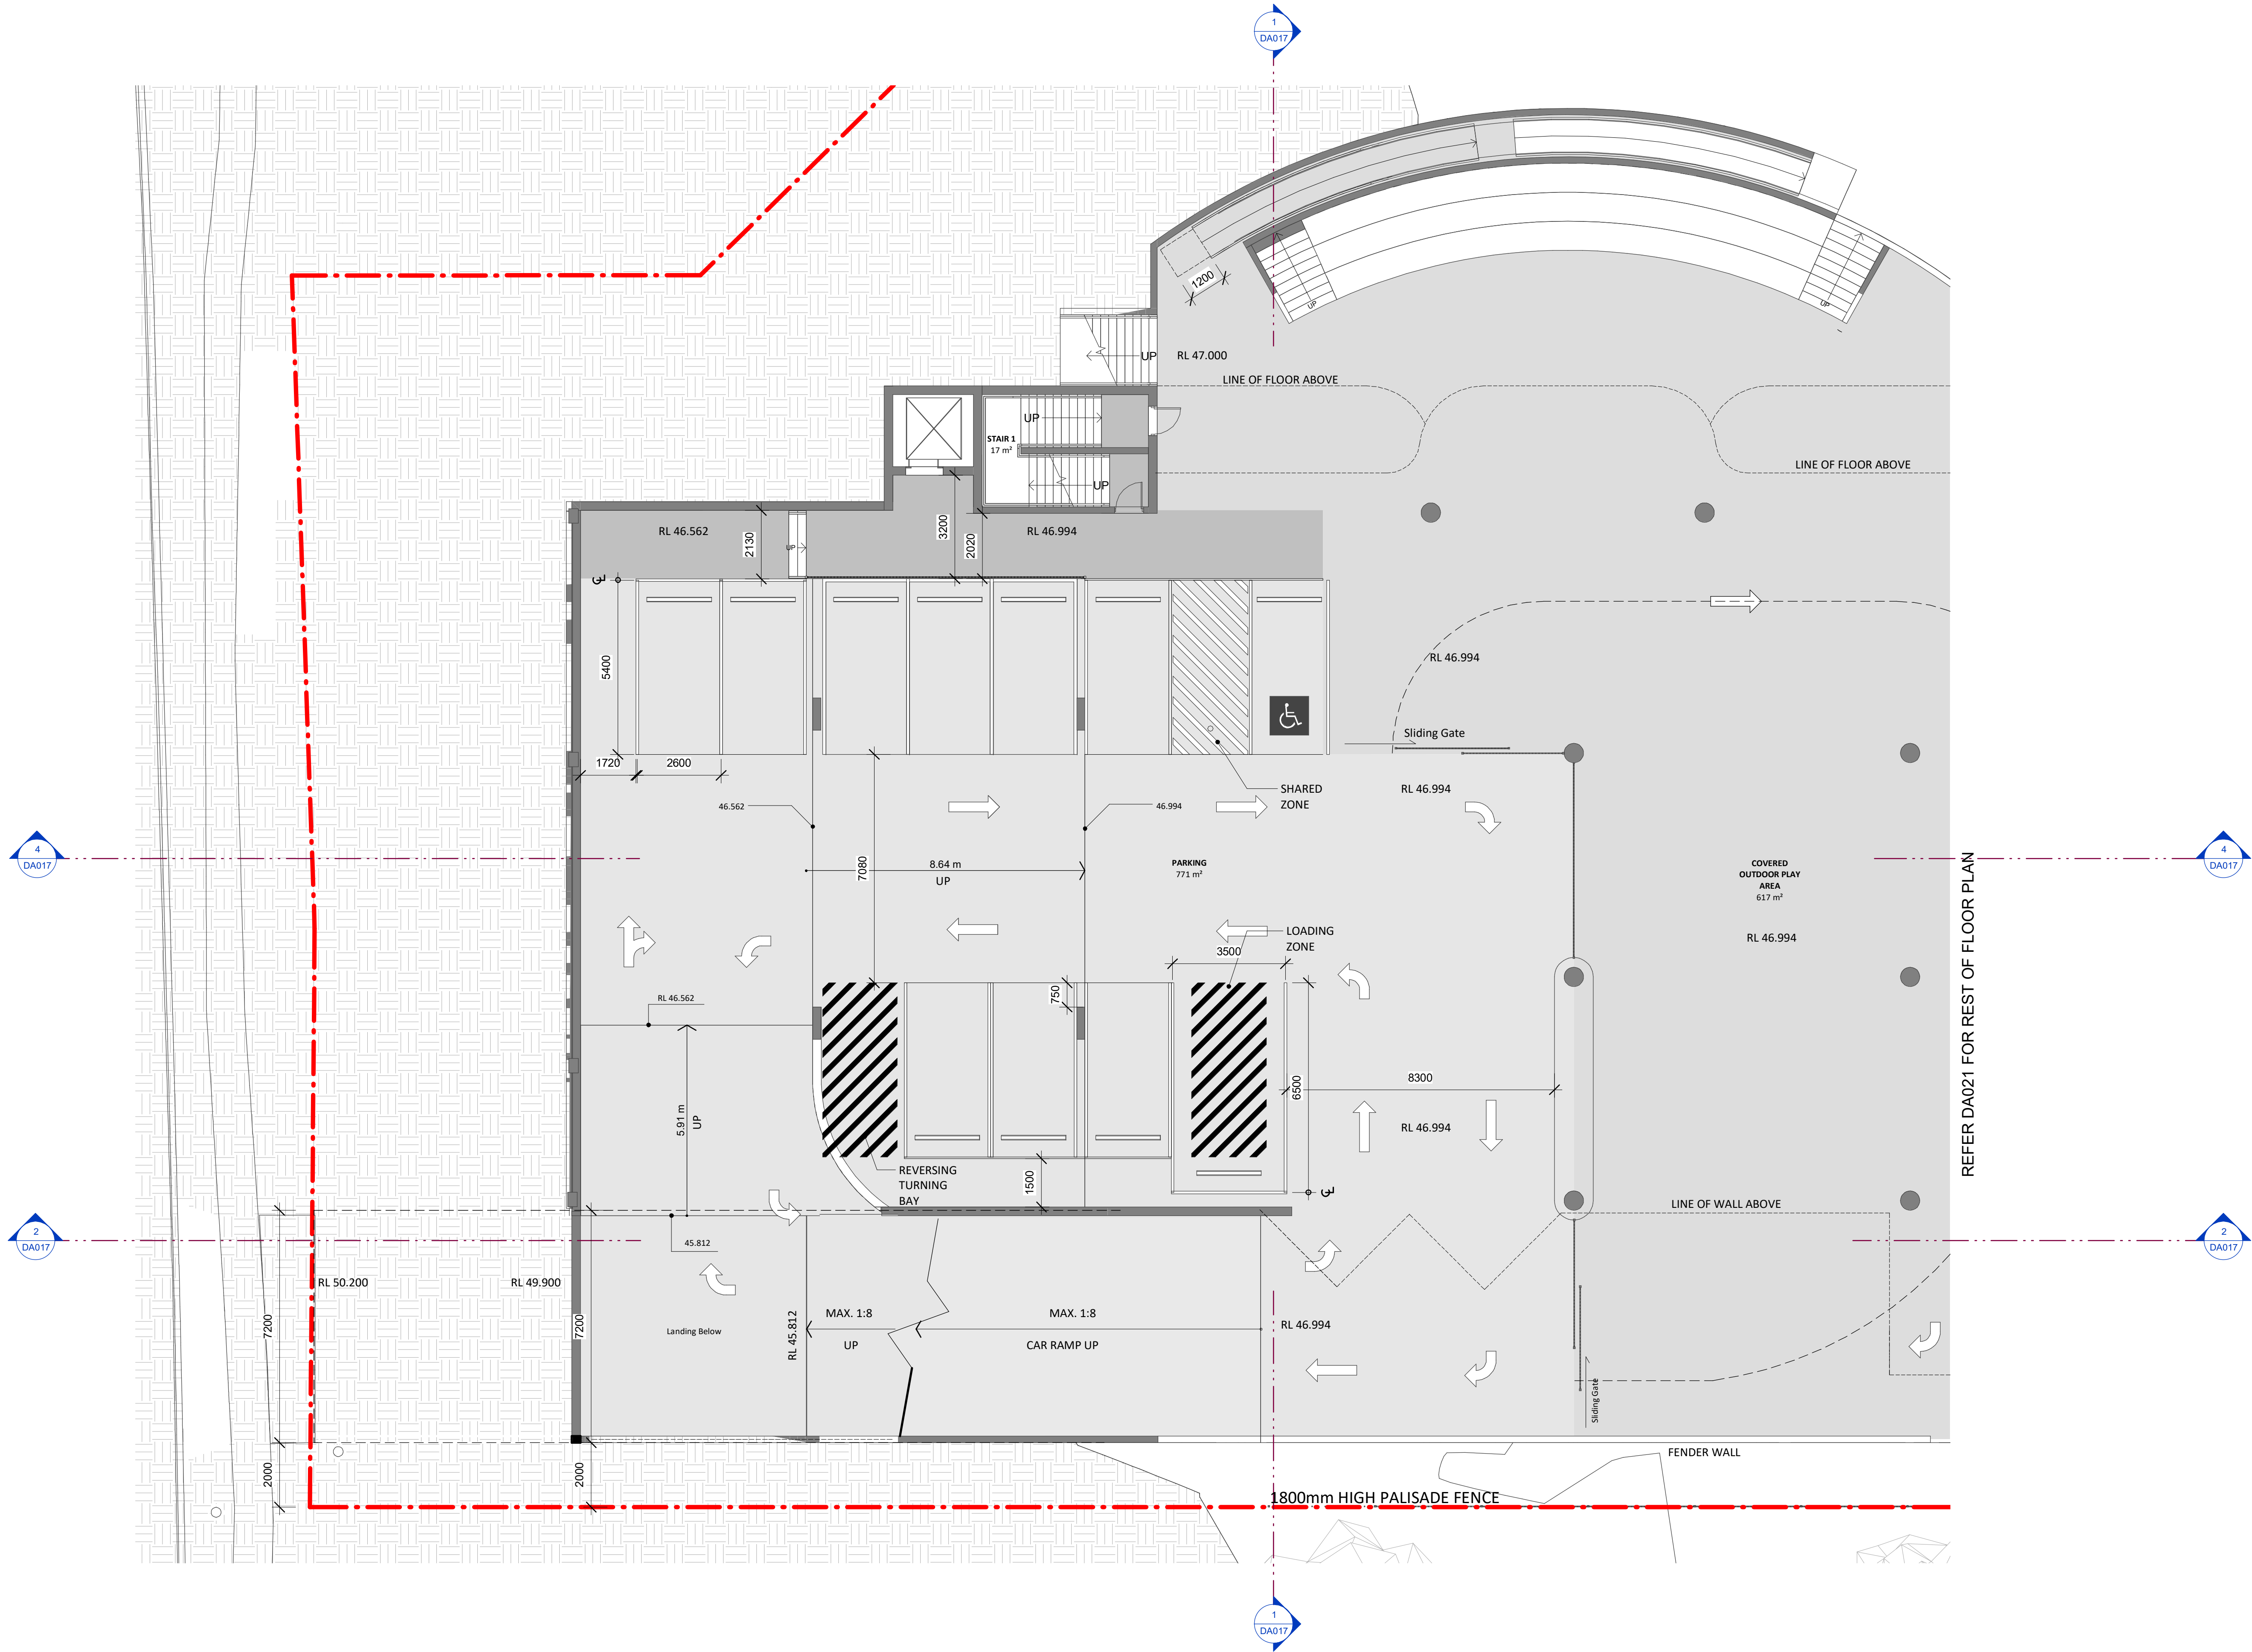 1
DA017
1200
UP
UP
UP
RL 47.000
LINE OF FLOOR ABOVE
UP
STAIR 1
17 m²
UP
LINE OF FLOOR ABOVE
RL 46.562
2130
UP
3200
2020
RL 46.994
5400
RL 46.994
Sliding Gate
1720
2600
SHARED
ZONE
RL 46.994
46.562
46.994
4
DA017
7080
8.64 m
UP
PARKING
771 m²
COVERED
OUTDOOR PLAY
AREA
617 m²
4
DA017
RL 46.994
LOADING
ZONE
3500
RL 46.562
750
REFER DA021 FOR REST OF FLOOR PLAN
5.91 m
UP
6500
8300
RL 46.994
REVERSING
TURNING
BAY
1500
LINE OF WALL ABOVE
2
DA017
45.812
2
DA017
RL 50.200
RL 49.900
7200
7200
Landing Below
RL 45.812
MAX. 1:8
UP
MAX. 1:8
CAR RAMP UP
RL 46.994
Sliding Gate
2000
2000
FENDER WALL
1800mm HIGH PALISADE FENCE
1
DA017